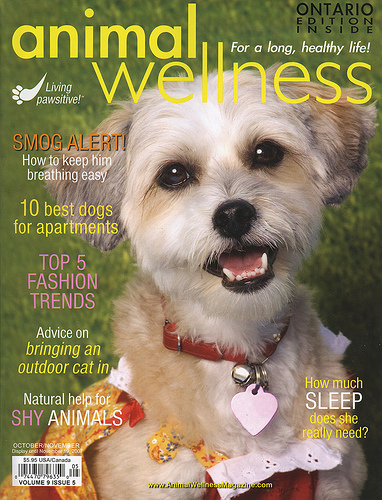 ONTARIO
EDITION
INSIDE
animal
wellness
For a long, healthy life!
Living
pawsitive!™
SMOG ALERT!
How to keep him
breathing easy
10 best dogs
for apartments
TOP 5
FASHION
TRENDS
Advice on
bringing an
outdoor cat in
Natural help for
SHY ANIMALS
How much
SLEEP
does she
really need?
OCTOBER/NOVEMBER
$5.95 USA/Canada
VOLUME 9 ISSUE 5
www.AnimalWellnessMagazine.com